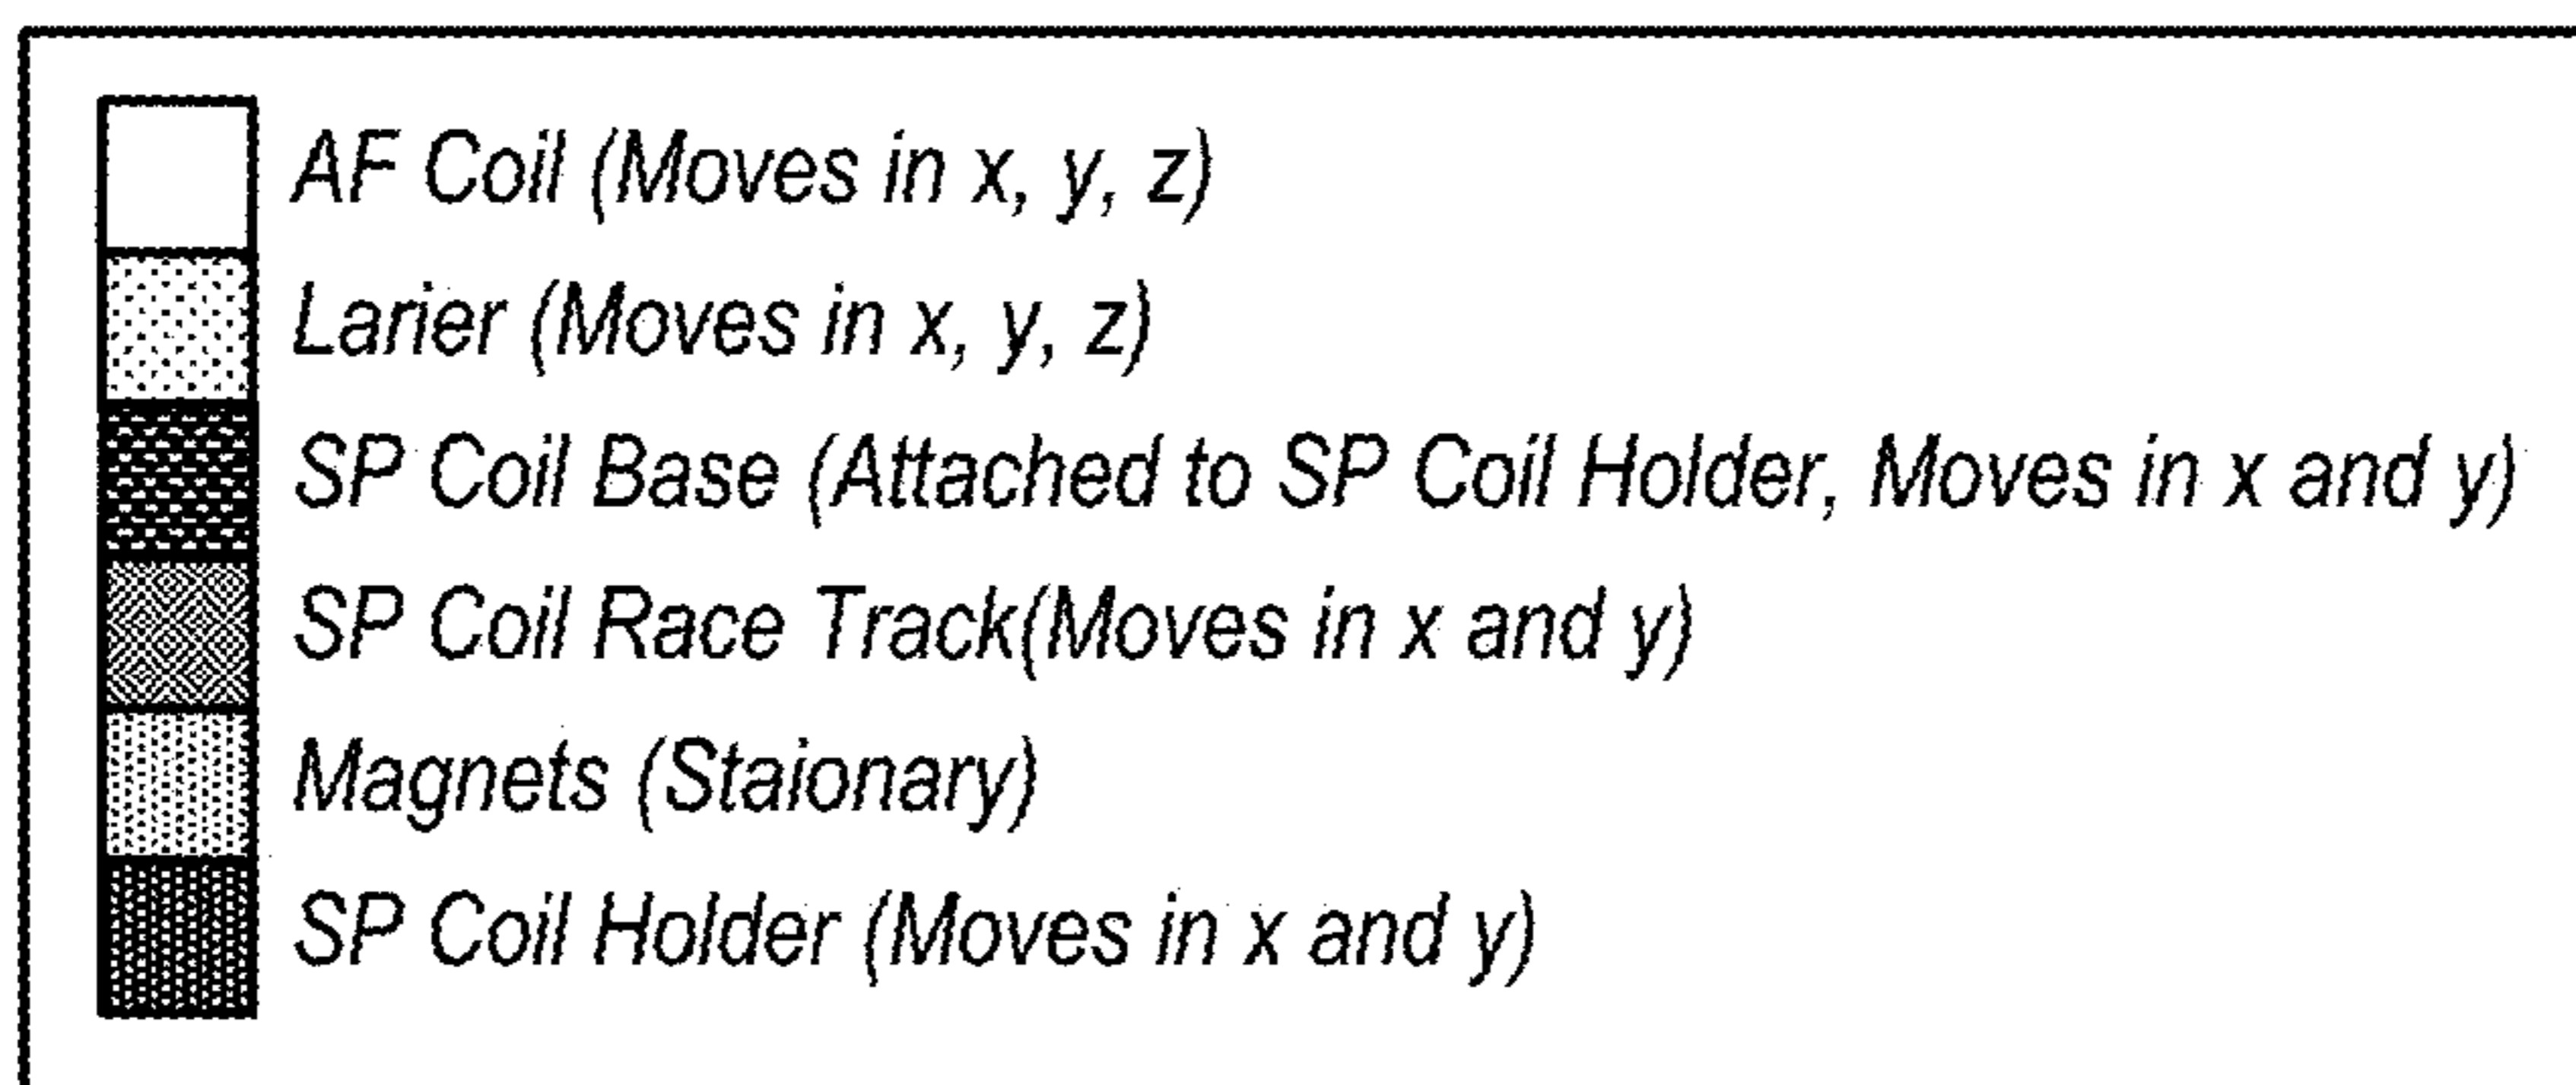 AF Coil (Moves in x, y, z)
Larier (Moves in x, y, z)
SP Coil Base (Attached to SP Coil Holder, Moves in x and y)
SP Coil Race Track(Moves in x and y)
Magnets (Staionary)
SP Coil Holder (Moves in x and y)